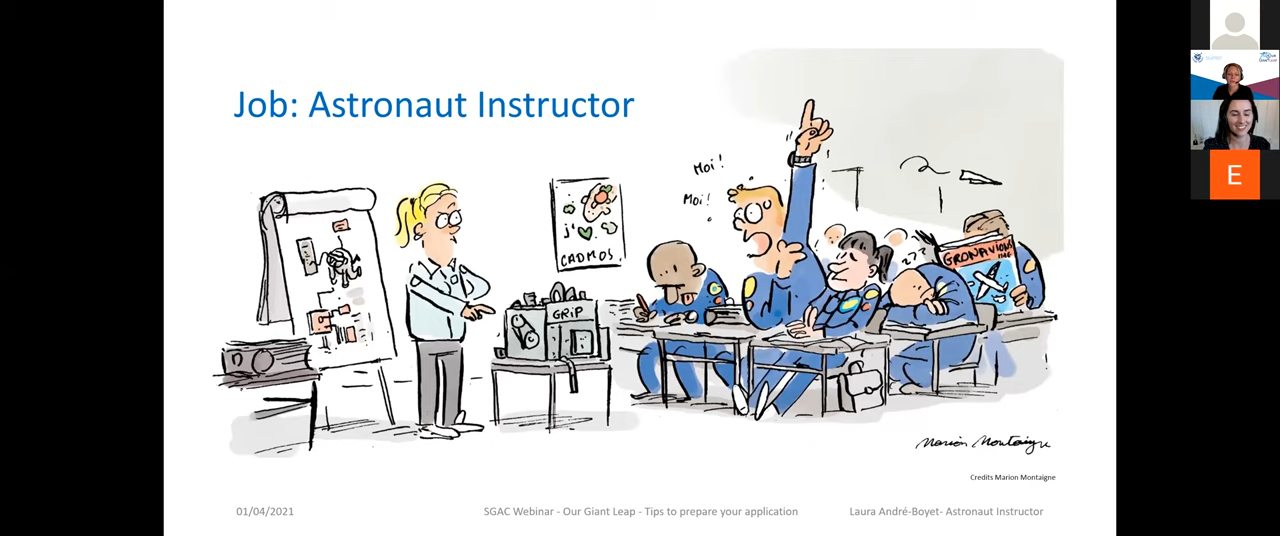 Job: Astronaut Instructor
Moi !
Moi !
j'
CADMOS
GRiP
???
GRONAVIONS
MAG
Marion Montaigne
Credits Marion Montaigne
01/04/2021
SGAC Webinar - Our Giant Leap - Tips to prepare your application
Laura André-Boyet- Astronaut Instructor
E